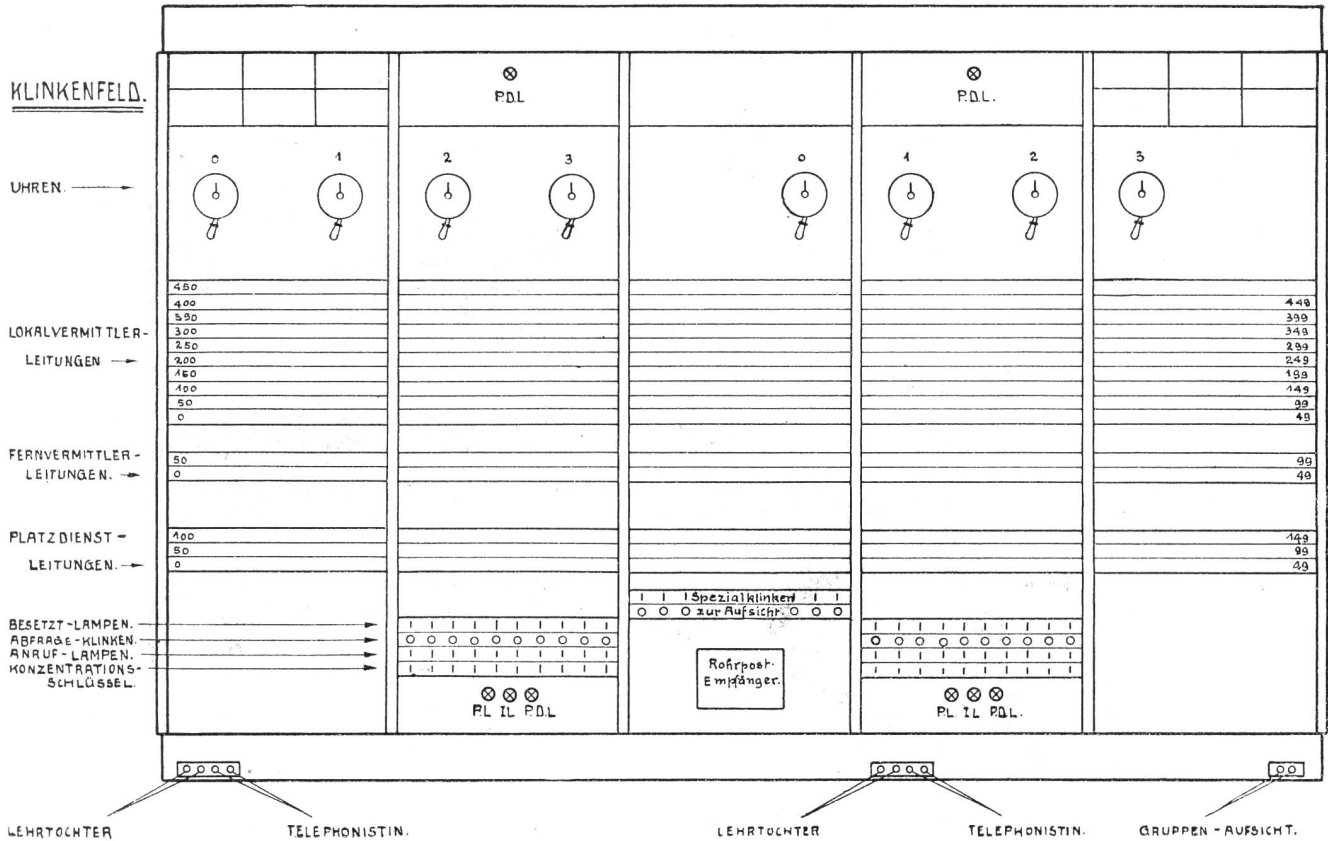 KLINKENFELD.
P.D.L
P.D.L.
0 1 2 3 0 1 2 3
UHREN.
450
400 449
350 399
LOKALVERMITTLER- 300 349
250 299
LEITUNGEN 200 249
150 199
100 149
50 99
0 49
FERNVERMITTLER- 50 99
LEITUNGEN. 0 49
PLATZDIENST- 100 149
50 99
LEITUNGEN. 0 49
Spezialklinken
zur Aufsicht.
BESETZT-LAMPEN.
ABFRAGE-KLINKEN.
ANRUF-LAMPEN.
KONZENTRATIONS-
SCHLÜSSEL.
Rohrpost-
Empfänger.
P.L IL P.D.L
P.L. IL P.D.L.
LEHRTOCHTER TELEPHONISTIN. LEHRTOCHTER TELEPHONISTIN. GRUPPEN-AUFSICHT.